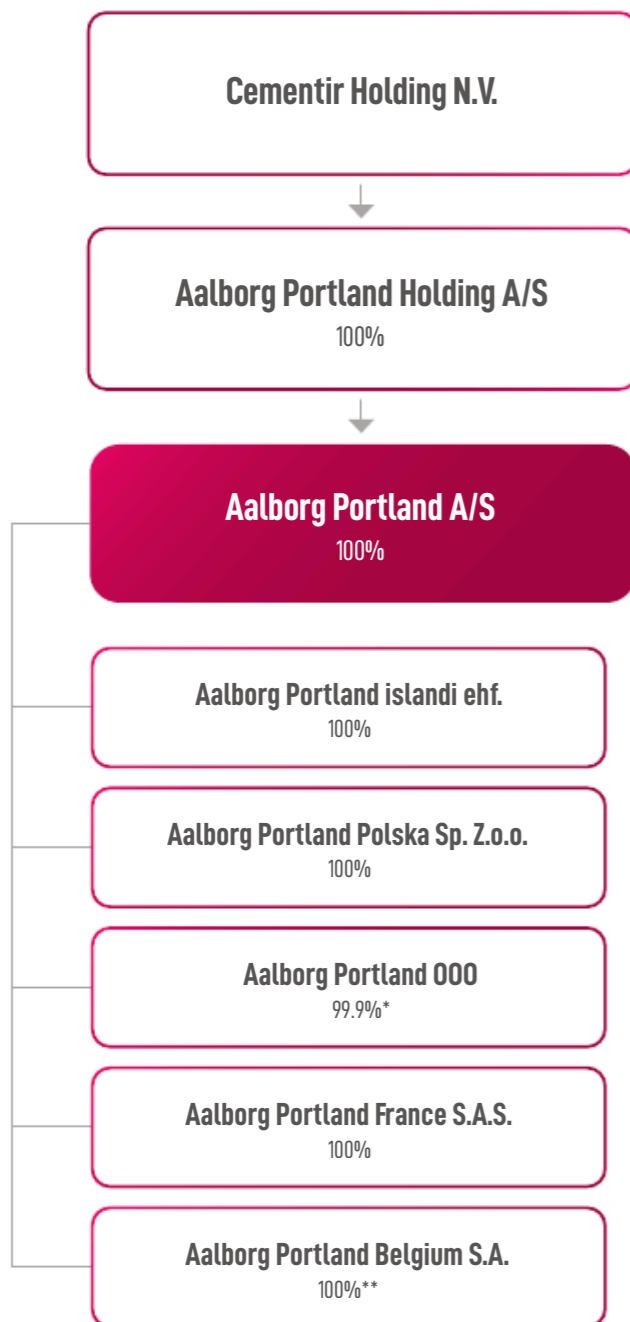 Cementir Holding N.V.
Aalborg Portland Holding A/S
100%
Aalborg Portland A/S
100%
Aalborg Portland islandi ehf.
100%
Aalborg Portland Polska Sp. Z.o.o.
100%
Aalborg Portland OOO
99.9%*
Aalborg Portland France S.A.S.
100%
Aalborg Portland Belgium S.A.
100%**